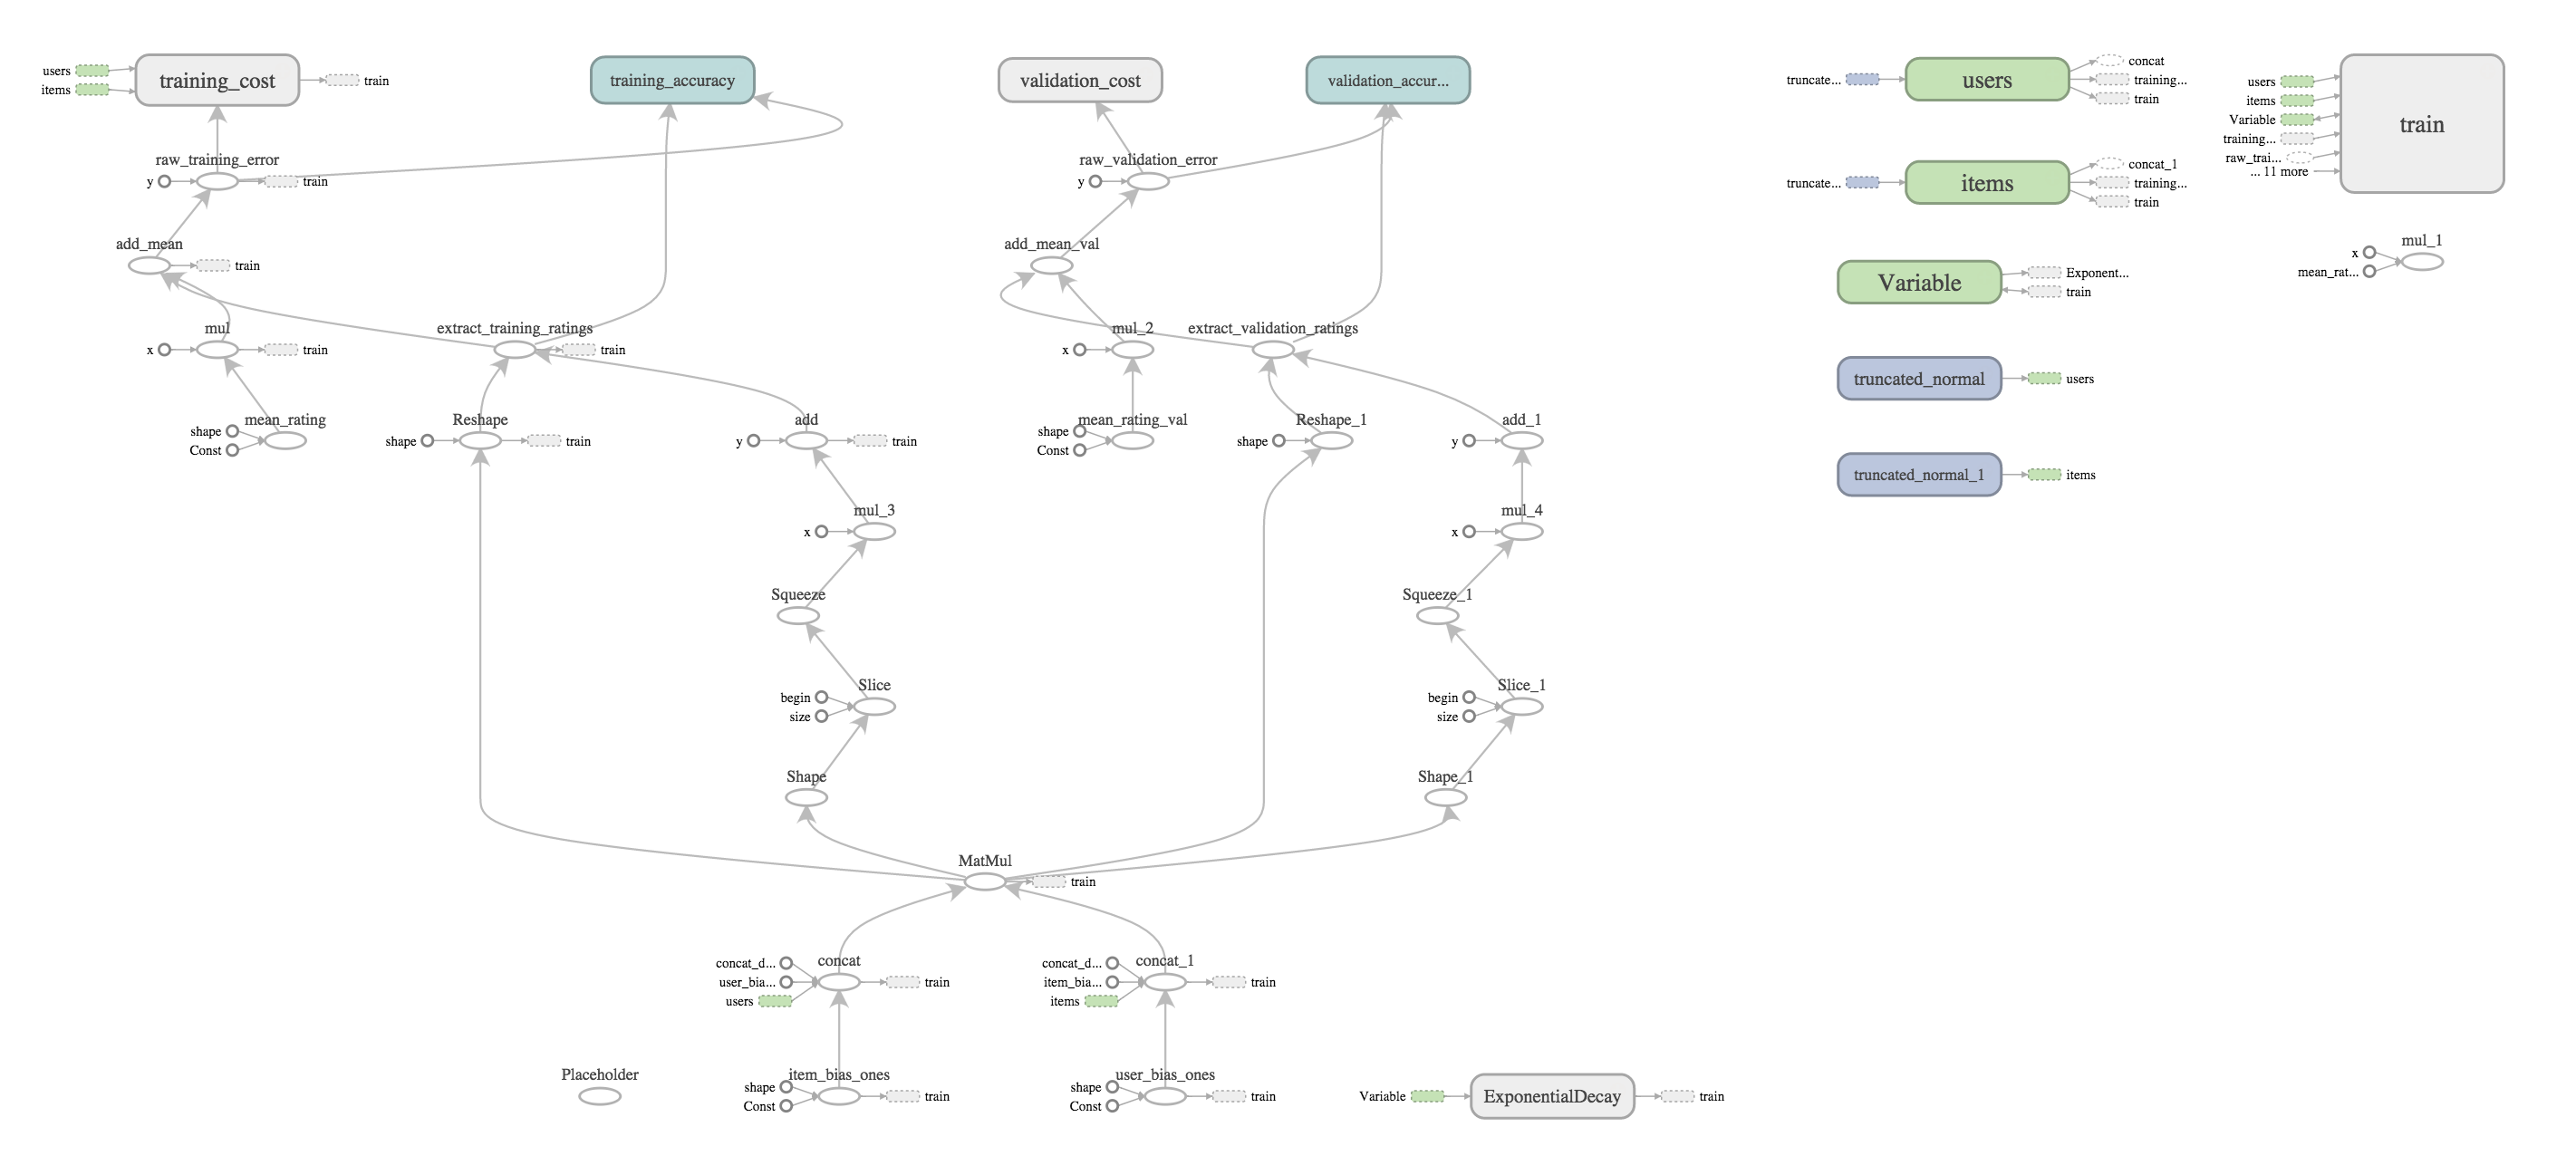 users
items
training_cost
train
training_accuracy
validation_cost
validation_accur...
truncate...
users
concat
training...
train
users
items
Variable
training...
raw_trai...
... 11 more
train
raw_training_error
y
train
raw_validation_error
y
truncate...
items
concat_1
training...
train
add_mean
train
add_mean_val
Variable
Exponent...
train
x
mean_rat...
mul_1
mul
x
train
extract_training_ratings
train
mul_2
x
extract_validation_ratings
truncated_normal
users
mean_rating
shape
Const
Reshape
shape
train
add
y
train
mean_rating_val
shape
Const
Reshape_1
shape
add_1
y
truncated_normal_1
items
mul_3
x
mul_4
x
Squeeze
Squeeze_1
Slice
begin
size
Slice_1
begin
size
Shape
Shape_1
MatMul
train
concat_d...
user_bia...
users
concat
train
concat_d...
item_bia...
items
concat_1
train
Placeholder
item_bias_ones
shape
Const
train
user_bias_ones
shape
Const
train
Variable
ExponentialDecay
train